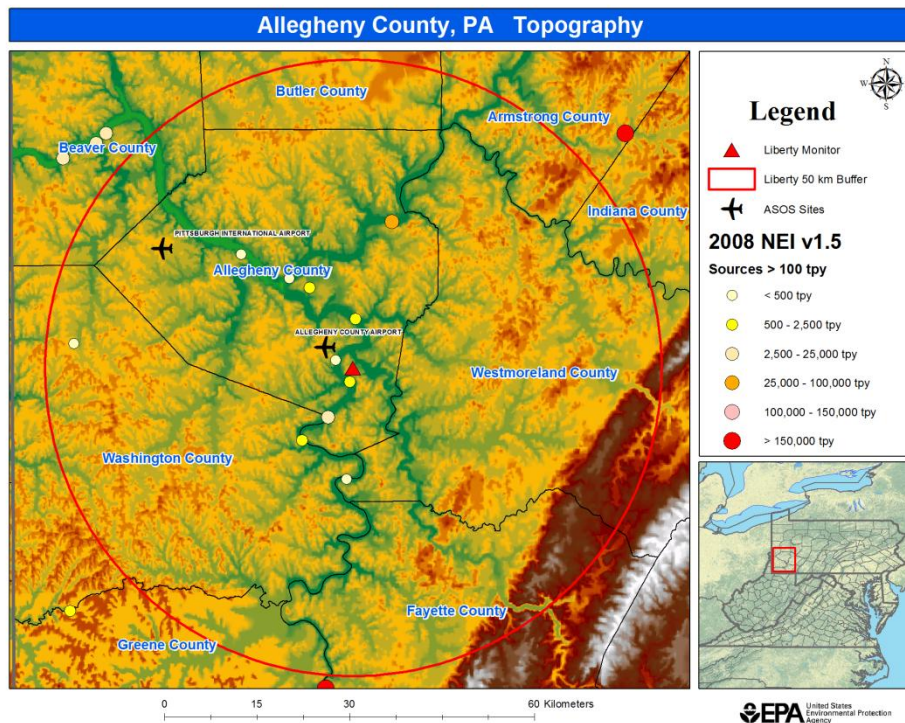 Allegheny County, PA Topography
Butler County
Armstrong County
Beaver County
Indiana County
PITTSBURGH INTERNATIONAL AIRPORT
Allegheny County
ALLEGHENY COUNTY AIRPORT
Westmoreland County
Washington County
Fayette County
Greene County
0 15 30 60 Kilometers
N
W E
S
Legend
Liberty Monitor
Liberty 50 km Buffer
ASOS Sites
2008 NEI v1.5
Sources > 100 tpy
< 500 tpy
500 - 2,500 tpy
2,500 - 25,000 tpy
25,000 - 100,000 tpy
100,000 - 150,000 tpy
> 150,000 tpy
EPA
United States
Environmental Protection
Agency